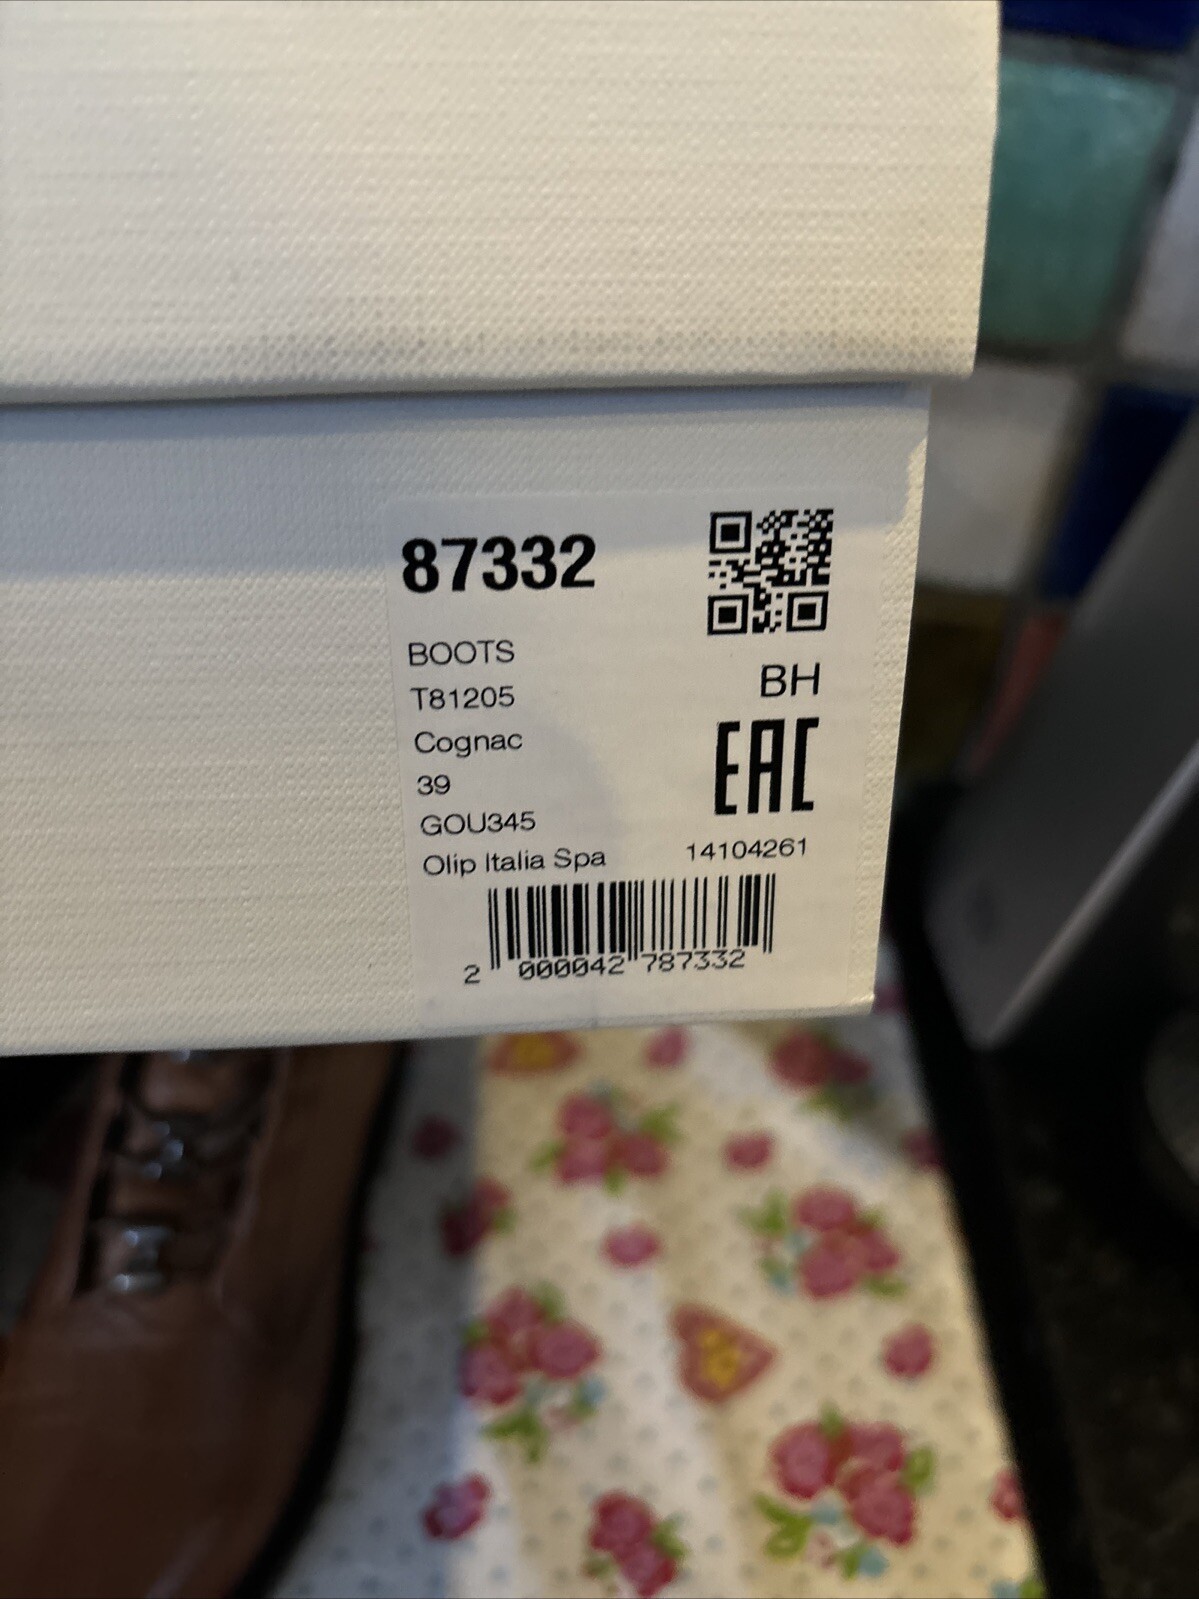 87332
BOOTS
BH
T81205
Cognac
EAC
39
GOU345
Olip Italia Spa 14104261
2 000042 787332